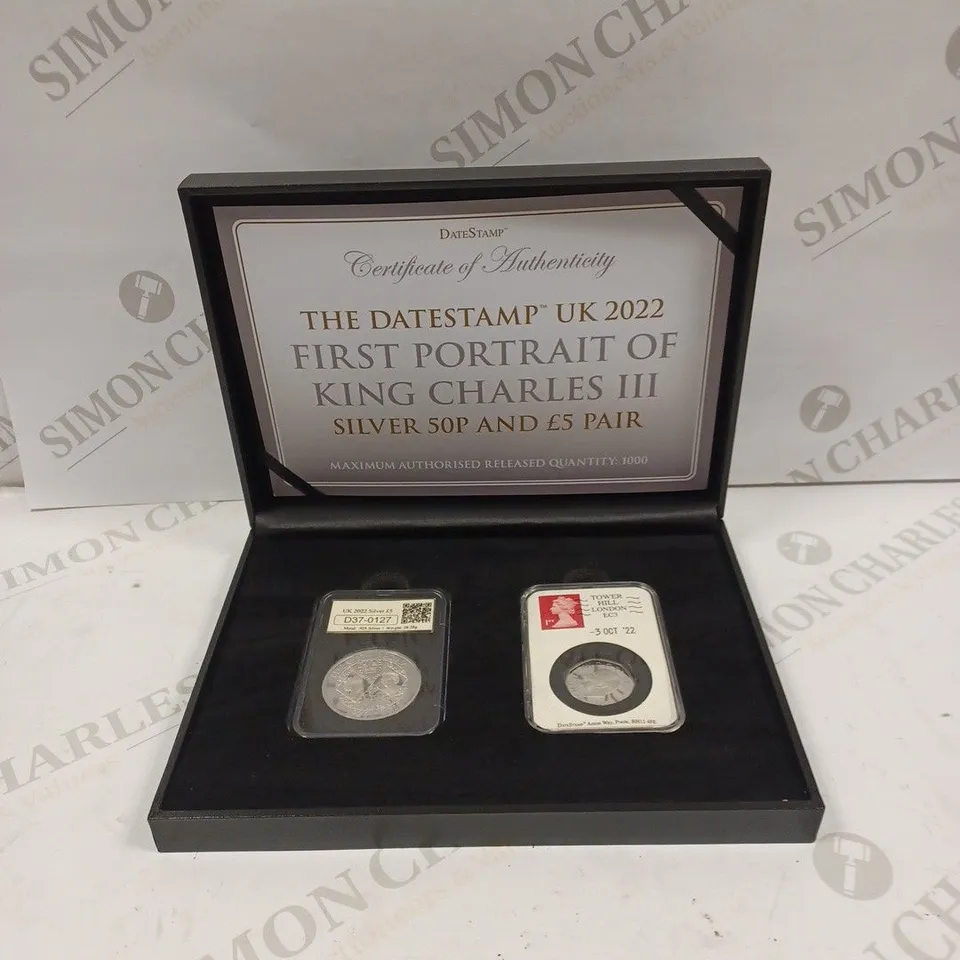 DATESTAMP™
Certificate of Authenticity
THE DATESTAMP™ UK 2022
FIRST PORTRAIT OF
KING CHARLES III
SILVER 50P AND £5 PAIR
MAXIMUM AUTHORISED RELEASED QUANTITY: 1000
UK 2022 Silver £5
D37-0127
1ST
TOWER
HILL
LONDON
EC3
-3 OCT '22
SIMON CHARLES